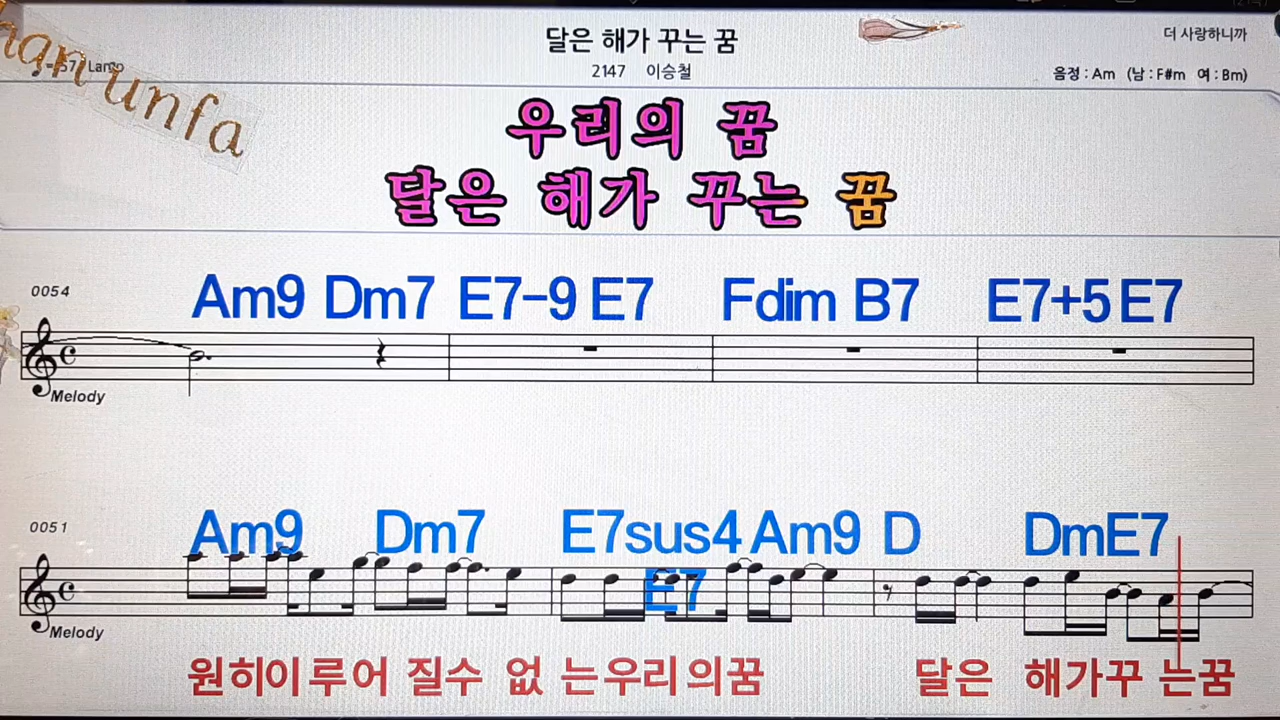 달은 해가 꾸는 꿈
더 사랑하니까
2147 이승철
음정 : Am (남 : F#m 여 : Bm)
han unfa
우리의 꿈
달은 해가 꾸는 꿈
0054
Am9 Dm7 E7-9 E7 Fdim B7 E7+5 E7
Melody
0051
Am9 Dm7 E7sus4 Am9 D DmE7
E7
Melody
원히이루어 질수 없 는우리의꿈 달은 해가꾸 는꿈